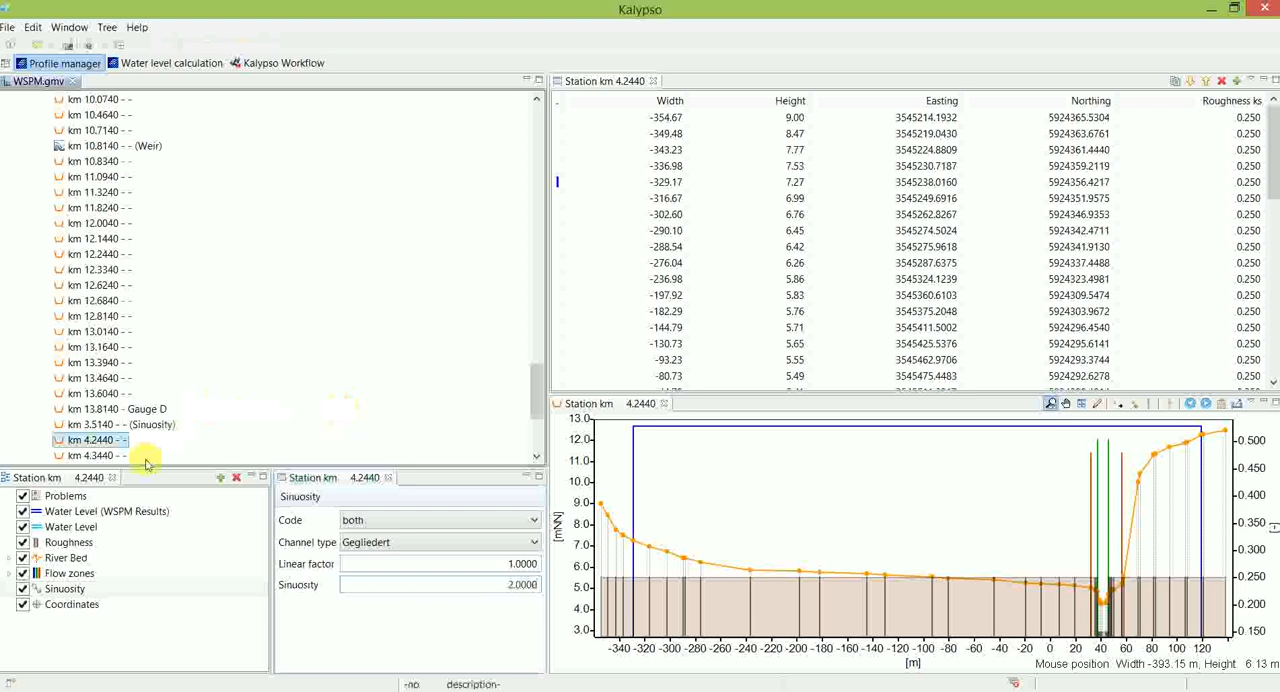 Kalypso
File Edit Window Tree Help
Profile manager Water level calculation Kalypso Workflow
WSPM.gmv
km 10.0740 - -
km 10.4640 - -
km 10.7140 - -
km 10.8140 - - (Weir)
km 10.8340 - -
km 11.0940 - -
km 11.3240 - -
km 11.8240 - -
km 12.0040 - -
km 12.1440 - -
km 12.2440 - -
km 12.3340 - -
km 12.6240 - -
km 12.6840 - -
km 12.8140 - -
km 13.0140 - -
km 13.1640 - -
km 13.3940 - -
km 13.4640 - -
km 13.6040 - -
km 13.8140 - Gauge D
km 3.5140 - - (Sinuosity)
km 4.2440 - -
km 4.3440 - -
Station km 4.2440
Width Height Easting Northing Roughness ks
-354.67 9.00 3545214.1932 5924365.5304 0.250
-349.48 8.47 3545219.0430 5924363.6761 0.250
-343.23 7.77 3545224.8809 5924361.4440 0.250
-336.98 7.53 3545230.7187 5924359.2119 0.250
-329.17 7.27 3545238.0160 5924356.4217 0.250
-316.67 6.99 3545249.6916 5924351.9575 0.250
-302.60 6.76 3545262.8267 5924346.9353 0.250
-290.10 6.45 3545274.5024 5924342.4711 0.250
-288.54 6.42 3545275.9618 5924341.9130 0.250
-276.04 6.26 3545287.6375 5924337.4488 0.250
-236.98 5.86 3545324.1239 5924323.4981 0.250
-197.92 5.83 3545360.6103 5924309.5474 0.250
-182.29 5.76 3545375.2048 5924303.9672 0.250
-144.79 5.71 3545411.5002 5924296.4540 0.250
-130.73 5.65 3545425.5376 5924295.6141 0.250
-93.23 5.55 3545462.9706 5924293.3744 0.250
-80.73 5.49 3545475.4483 5924292.6278 0.250
Station km 4.2440
Problems
Water Level (WSPM Results)
Water Level
Roughness
River Bed
Flow zones
Sinuosity
Coordinates
Station km 4.2440
Sinuosity
Code both
Channel type Gegliedert
Linear factor 1.0000
Sinuosity 2.0000
Station km 4.2440
13.0
12.0
11.0
10.0
9.0
8.0
7.0
6.0
5.0
4.0
3.0
[mNN]
0.500
0.450
0.400
0.350
0.300
0.250
0.200
0.150
[-]
-340 -320 -300 -280 -260 -240 -220 -200 -180 -160 -140 -120 -100 -80 -60 -40 -20 0 20 40 60 80 100 120
[m]
Mouse position Width -393.15 m, Height 6.13 m
-no description-